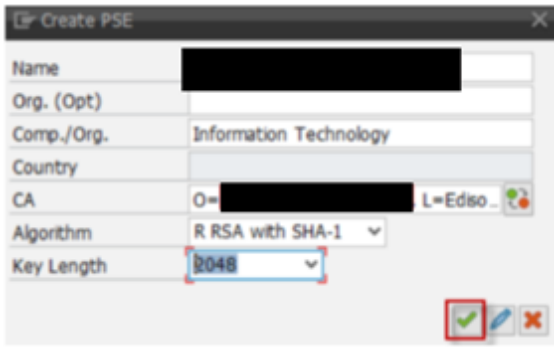 Create PSE
Name
Org. (Opt)
Comp./Org. Information Technology
Country
CA O= L=Ediso...
Algorithm R RSA with SHA-1
Key Length 2048